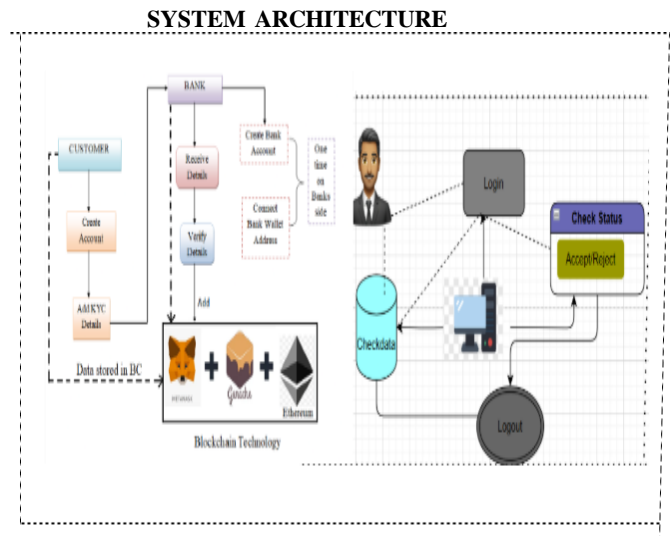 SYSTEM ARCHITECTURE
BANK
CUSTOMER
Create Bank
Account
One
time
on
Banks
side
Receive
Details
Connect
Bank Wallet
Address
Create
Account
Verify
Details
Add
Add KYC
Details
Data stored in BC
METAMASK
Ganache
Ethereum
Blockchain Technology
Login
Check Status
Accept/Reject
Checkdata
Logout